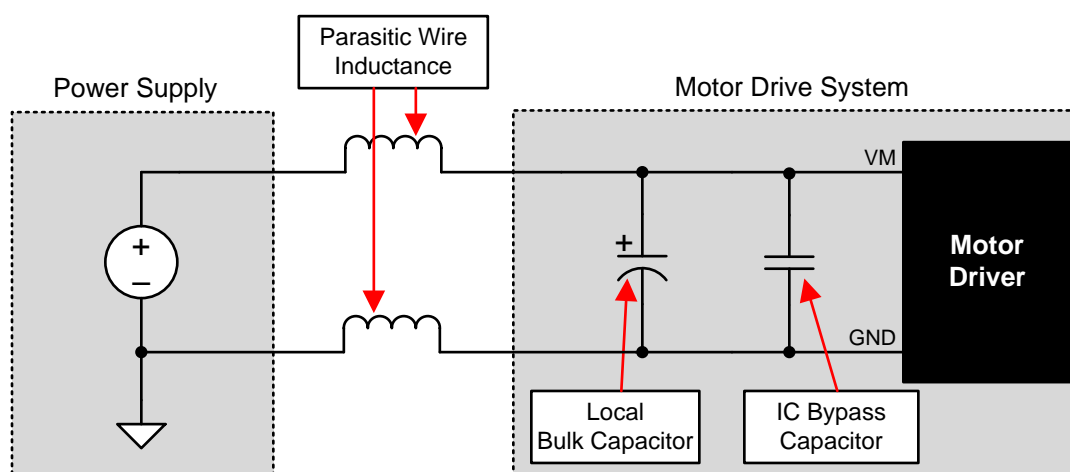 Parasitic Wire
Inductance
Power Supply
Motor Drive System
VM
+
–
+
Motor
Driver
GND
Local
Bulk Capacitor
IC Bypass
Capacitor